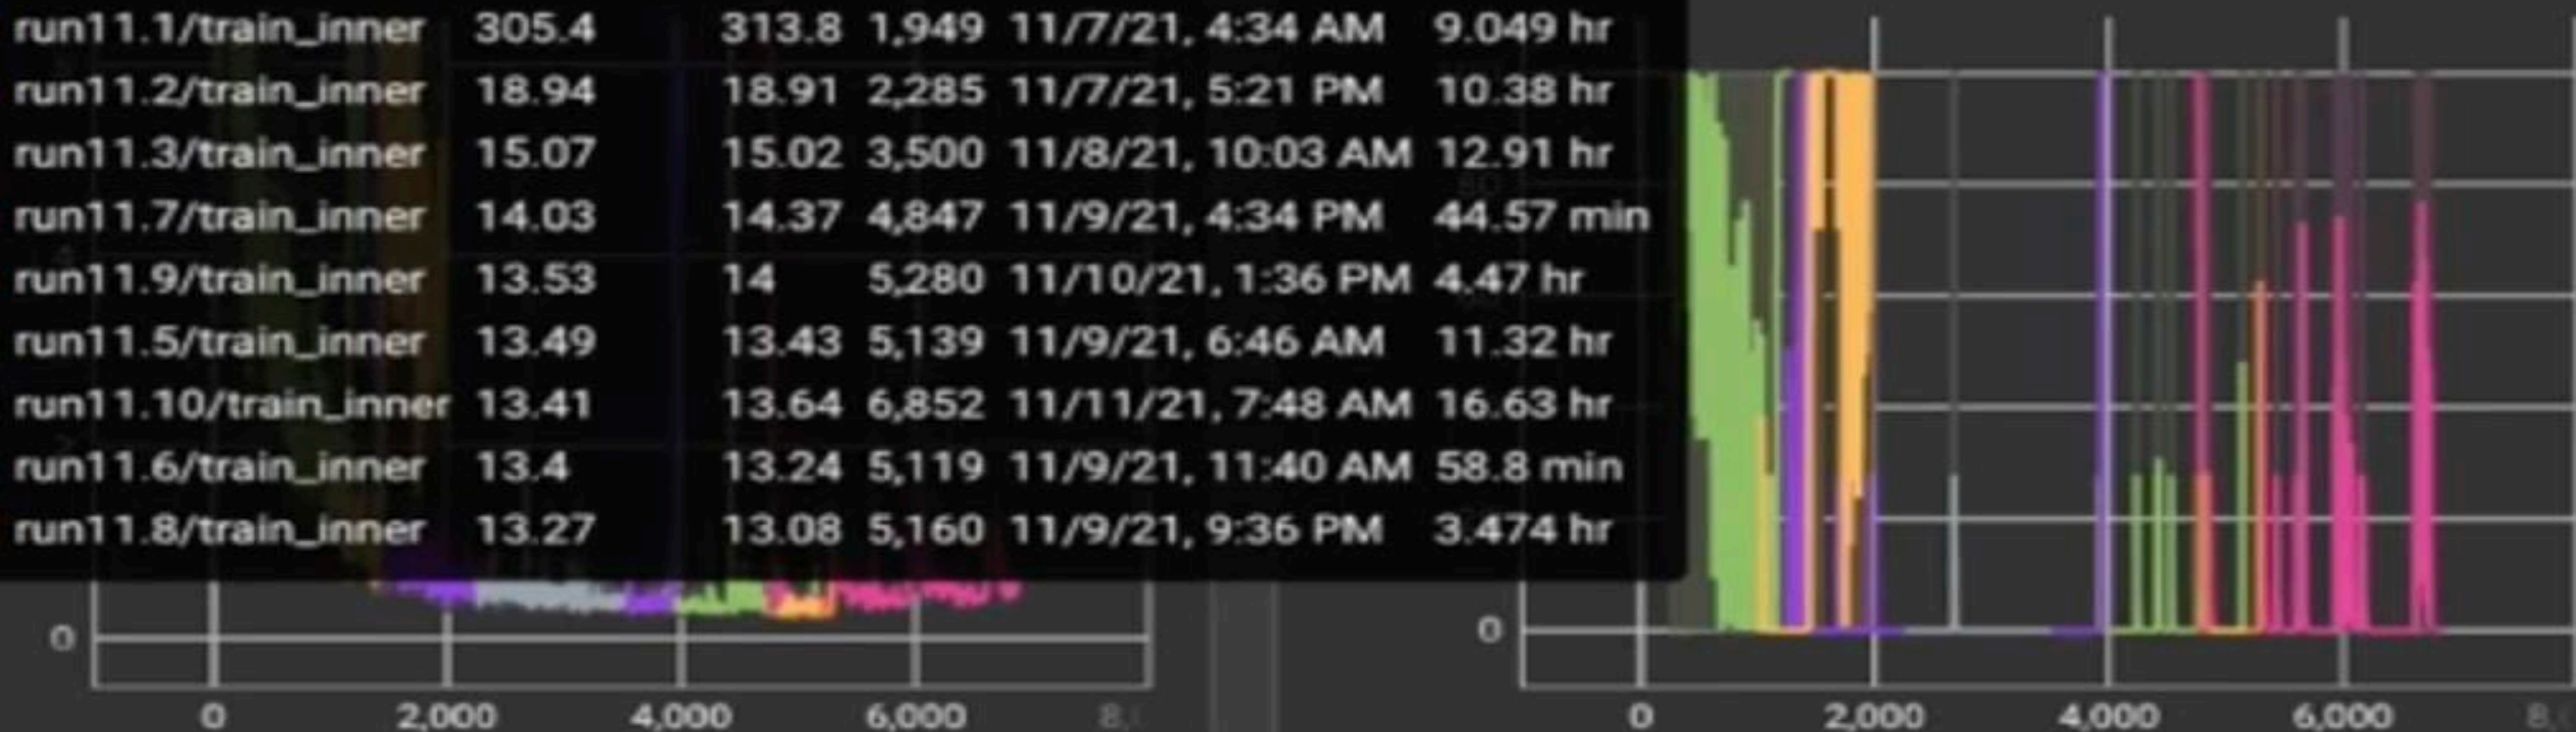 run11.1/train_inner 305.4 313.8 1,949 11/7/21, 4:34 AM 9.049 hr
run11.2/train_inner 18.94 18.91 2,285 11/7/21, 5:21 PM 10.38 hr
run11.3/train_inner 15.07 15.02 3,500 11/8/21, 10:03 AM 12.91 hr
run11.7/train_inner 14.03 14.37 4,847 11/9/21, 4:34 PM 44.57 min
run11.9/train_inner 13.53 14 5,280 11/10/21, 1:36 PM 4.47 hr
run11.5/train_inner 13.49 13.43 5,139 11/9/21, 6:46 AM 11.32 hr
run11.10/train_inner 13.41 13.64 6,852 11/11/21, 7:48 AM 16.63 hr
run11.6/train_inner 13.4 13.24 5,119 11/9/21, 11:40 AM 58.8 min
run11.8/train_inner 13.27 13.08 5,160 11/9/21, 9:36 PM 3.474 hr
0 0
0 2,000 4,000 6,000 0 2,000 4,000 6,000